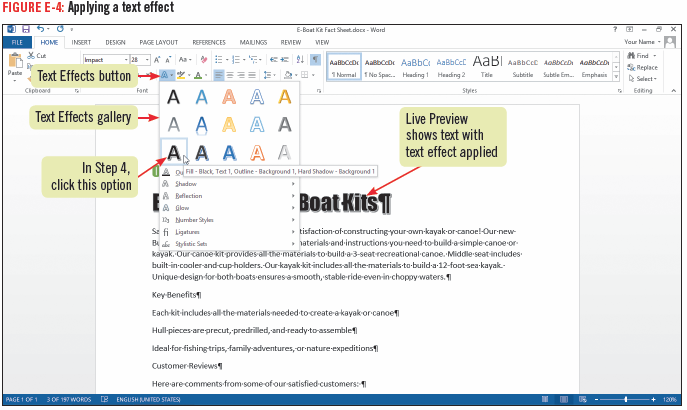 FIGURE E-4: Applying a text effect
E-Boat Kit Fact Sheet.docx - Word
FILE HOME INSERT DESIGN PAGE LAYOUT REFERENCES MAILINGS REVIEW VIEW Your Name
Cut
Paste
Impact 28
AaBbCcDc AaBbCcDc AaBbCc AaBbCcD AaBl AaBbCcD AaBbCcDc AaBbCcDc
¶ Normal ¶ No Spac... Heading 1 Heading 2 Title Subtitle Subtle Em... Emphasis
Find
Replace
Select
Clipboard Font Paragraph Styles Editing
Text Effects button
Text Effects gallery
In Step 4,
click this option
Live Preview
shows text with
text effect applied
Fill - Black, Text 1, Outline - Background 1, Hard Shadow - Background 1
Shadow
Reflection
Glow
Number Styles
Ligatures
Stylistic Sets
Boat Kits¶
tisfaction of constructing your own kayak or canoe! Our new
materials and instructions you need to build a simple canoe or
kayak. Our canoe kit provides all the materials to build a 3-seat recreational canoe. Middle seat includes
built-in cooler and cup holders. Our kayak kit includes all the materials to build a 12-foot sea kayak.
Unique design for both boats ensures a smooth, stable ride even in choppy waters.¶
Key Benefits¶
Each kit includes all the materials needed to create a kayak or canoe¶
Hull pieces are precut, predrilled, and ready to assemble¶
Ideal for fishing trips, family adventures, or nature expeditions¶
Customer Reviews¶
Here are comments from some of our satisfied customers: ¶
PAGE 1 OF 1 3 OF 197 WORDS ENGLISH (UNITED STATES) 120%